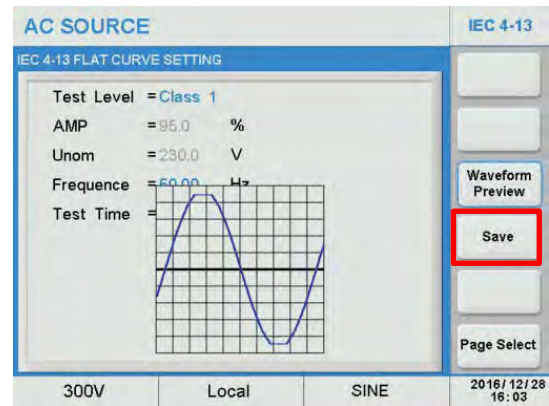 AC SOURCE
IEC 4-13
IEC 4-13 FLAT CURVE SETTING
Test Level = Class 1
AMP = 95.0 %
Unom = 230.0 V
Frequence = 50.00 Hz
Test Time =
Waveform
Preview
Save
Page Select
300V
Local
SINE
2016/12/28
16:03